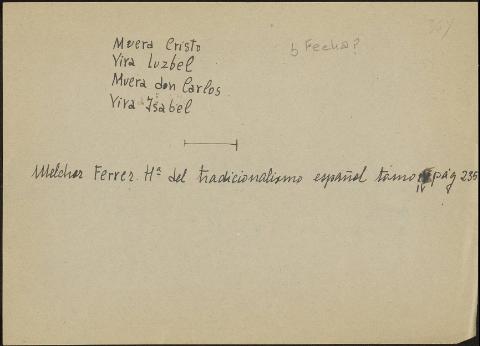 Muera Cristo
Viva Luzbel
Muera don Carlos
Viva Isabel
Fecha?
Melchor Ferrer. Hª del tradicionalismo español tomo IV pág 235